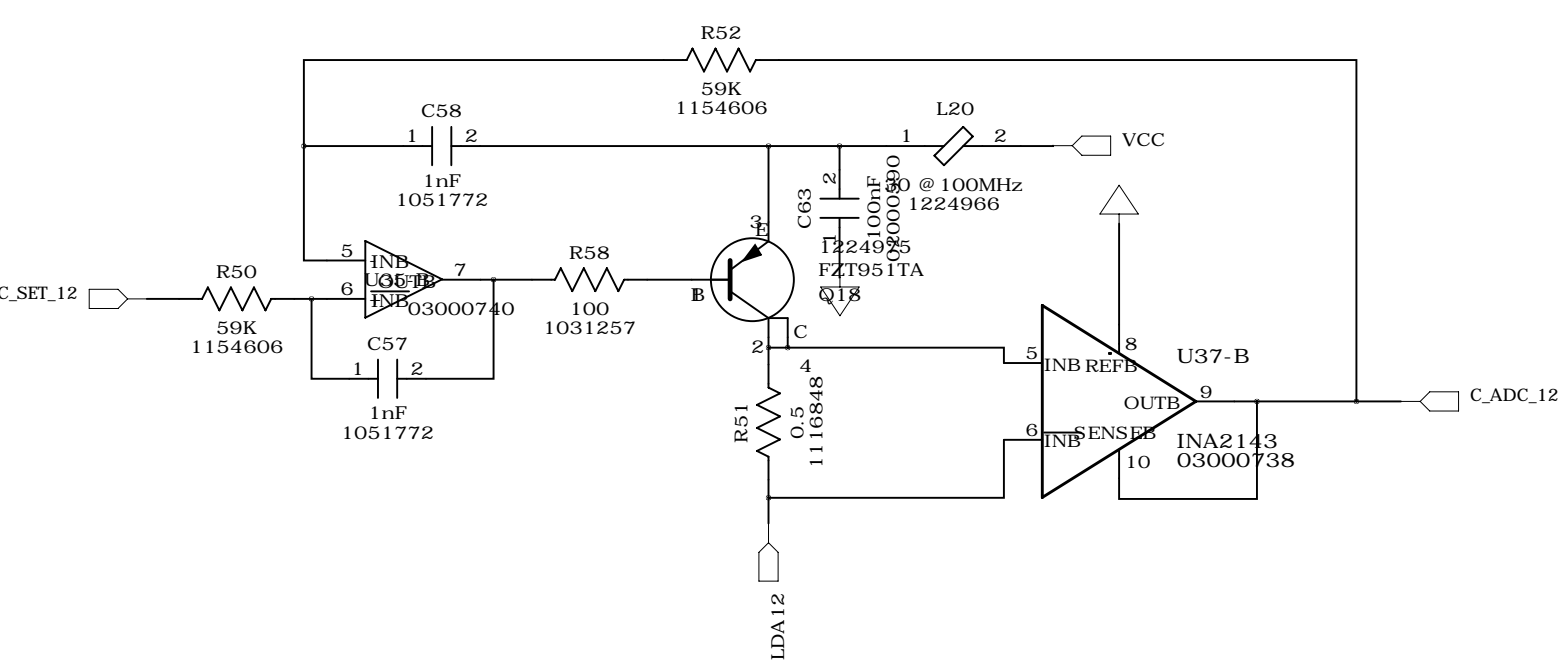 R52
59K
1154606
C58
1 2
1nF
1051772
L20
1 2
VCC
30 @ 100MHz
1224966
C63
2
1
100nF
02000590
3
E
1224975
FZT951TA
Q18
B
C
2
4
R50
59K
1154606
C_SET_12
5
INB
6
INB
U35-B
OUTB
7
03000740
R58
100
1031257
C57
1 2
1nF
1051772
R51
0.5
1116848
LDA12
5
INB
REFB
8
U37-B
OUTB
9
C_ADC_12
6
INB
SENSEB
10
INA2143
03000738